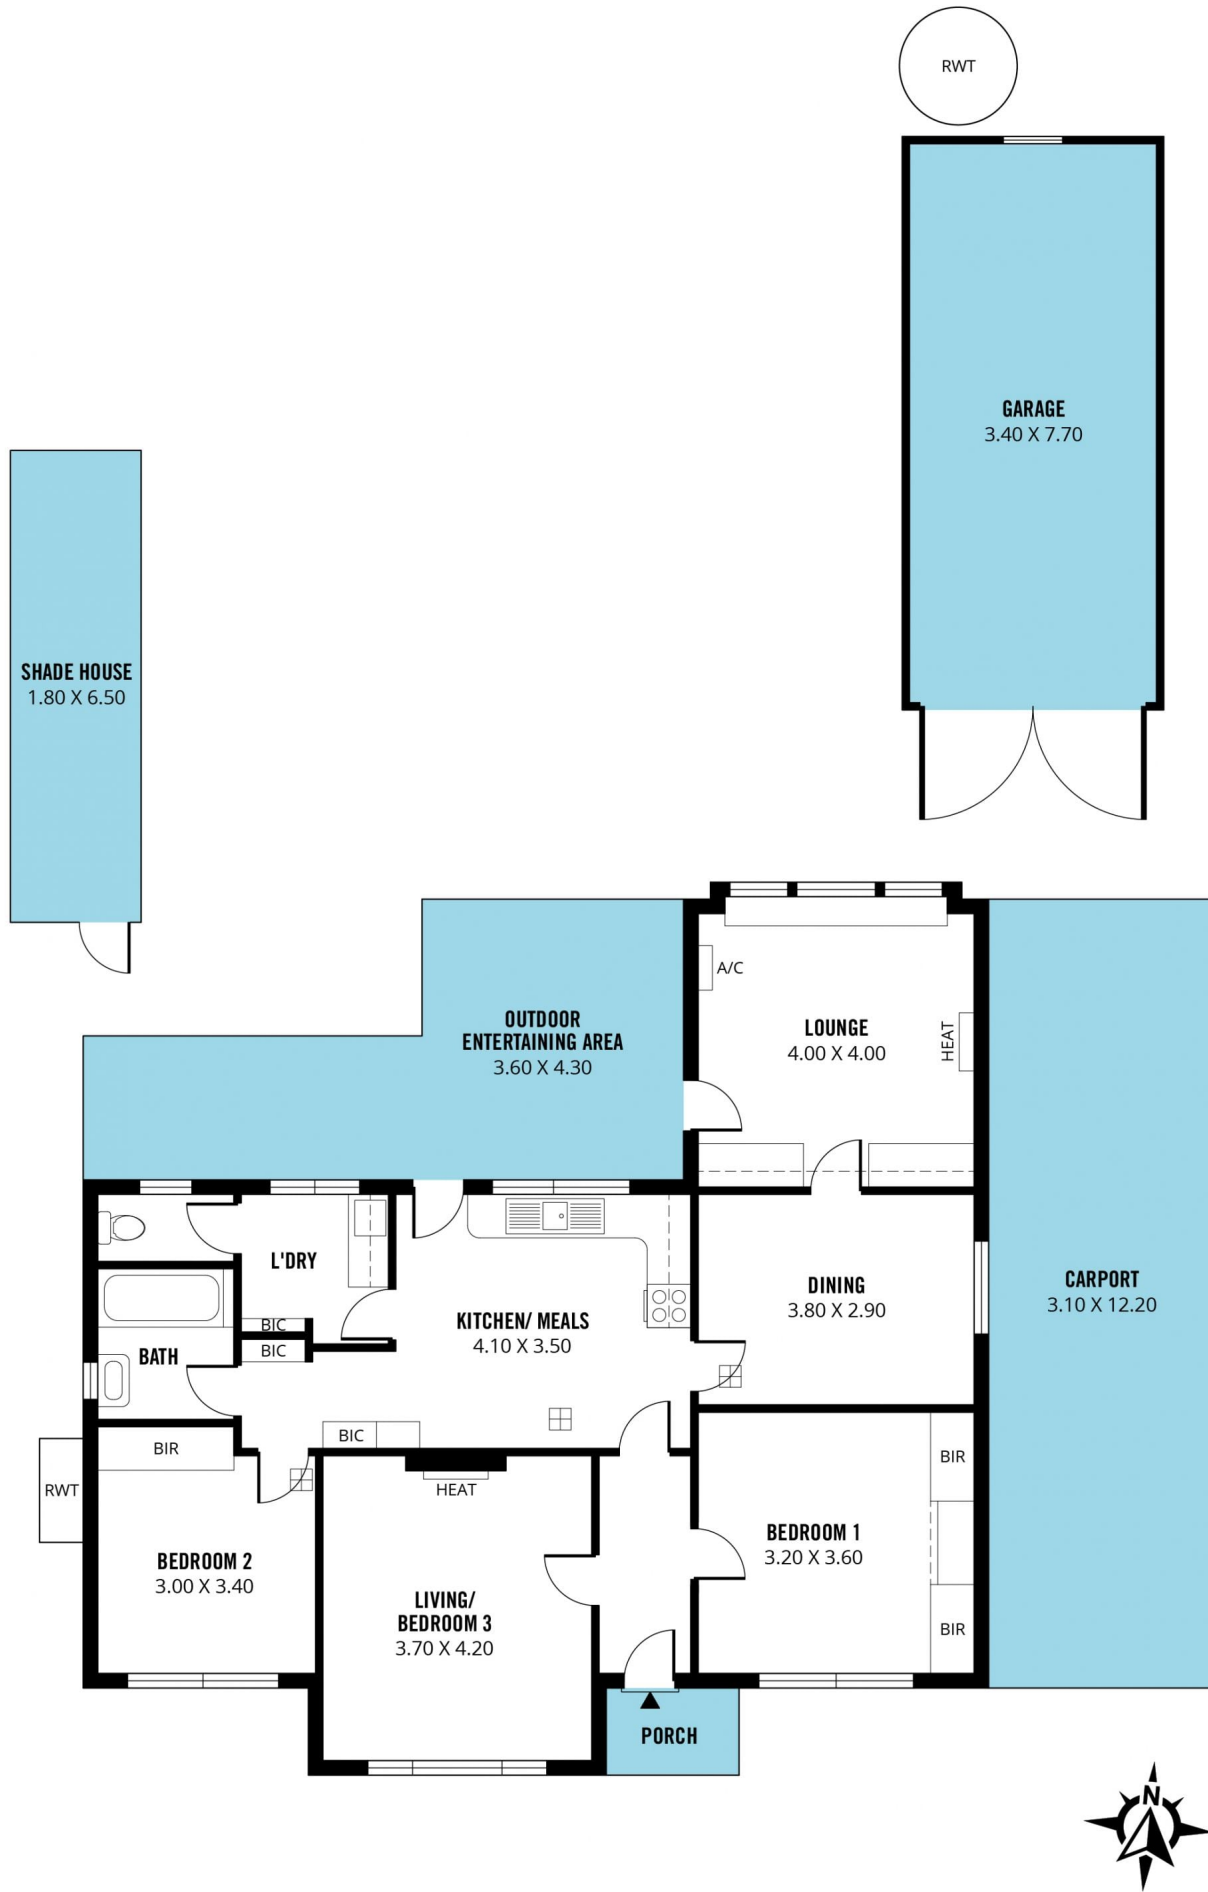 RWT
GARAGE
3.40 X 7.70
SHADE HOUSE
1.80 X 6.50
OUTDOOR
ENTERTAINING AREA
3.60 X 4.30
A/C
LOUNGE
4.00 X 4.00
HEAT
L'DRY
BIC
KITCHEN/ MEALS
4.10 X 3.50
DINING
3.80 X 2.90
CARPORT
3.10 X 12.20
BATH
BIC
BIC
BIR
RWT
HEAT
BIR
BEDROOM 2
3.00 X 3.40
LIVING/
BEDROOM 3
3.70 X 4.20
BEDROOM 1
3.20 X 3.60
BIR
PORCH
N